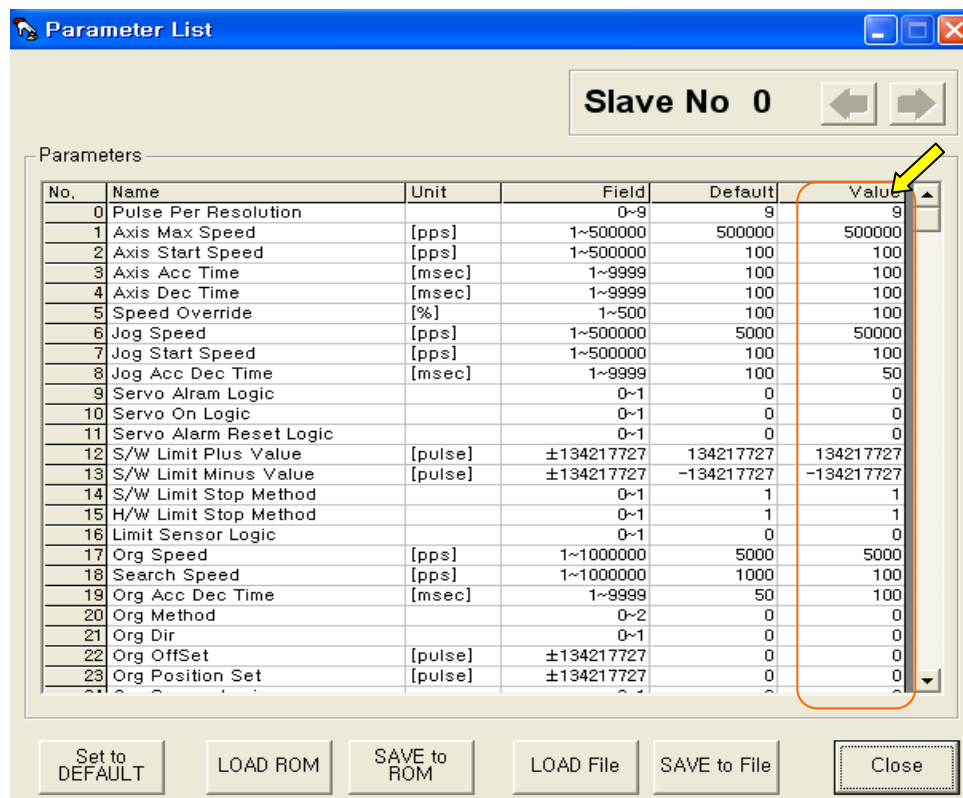 Parameter List
Slave No 0
Parameters
No. Name Unit Field Default Value
0 Pulse Per Resolution 0~9 9 9
1 Axis Max Speed [pps] 1~500000 500000 500000
2 Axis Start Speed [pps] 1~500000 100 100
3 Axis Acc Time [msec] 1~9999 100 100
4 Axis Dec Time [msec] 1~9999 100 100
5 Speed Override [%] 1~500 100 100
6 Jog Speed [pps] 1~500000 5000 50000
7 Jog Start Speed [pps] 1~500000 100 100
8 Jog Acc Dec Time [msec] 1~9999 100 50
9 Servo Alram Logic 0~1 0 0
10 Servo On Logic 0~1 0 0
11 Servo Alarm Reset Logic 0~1 0 0
12 S/W Limit Plus Value [pulse] ±134217727 134217727 134217727
13 S/W Limit Minus Value [pulse] ±134217727 -134217727 -134217727
14 S/W Limit Stop Method 0~1 1 1
15 H/W Limit Stop Method 0~1 1 1
16 Limit Sensor Logic 0~1 0 0
17 Org Speed [pps] 1~1000000 5000 5000
18 Search Speed [pps] 1~1000000 1000 100
19 Org Acc Dec Time [msec] 1~9999 50 100
20 Org Method 0~2 0 0
21 Org Dir 0~1 0 0
22 Org OffSet [pulse] ±134217727 0 0
23 Org Position Set [pulse] ±134217727 0 0
Set to DEFAULT
LOAD ROM
SAVE to ROM
LOAD File
SAVE to File
Close